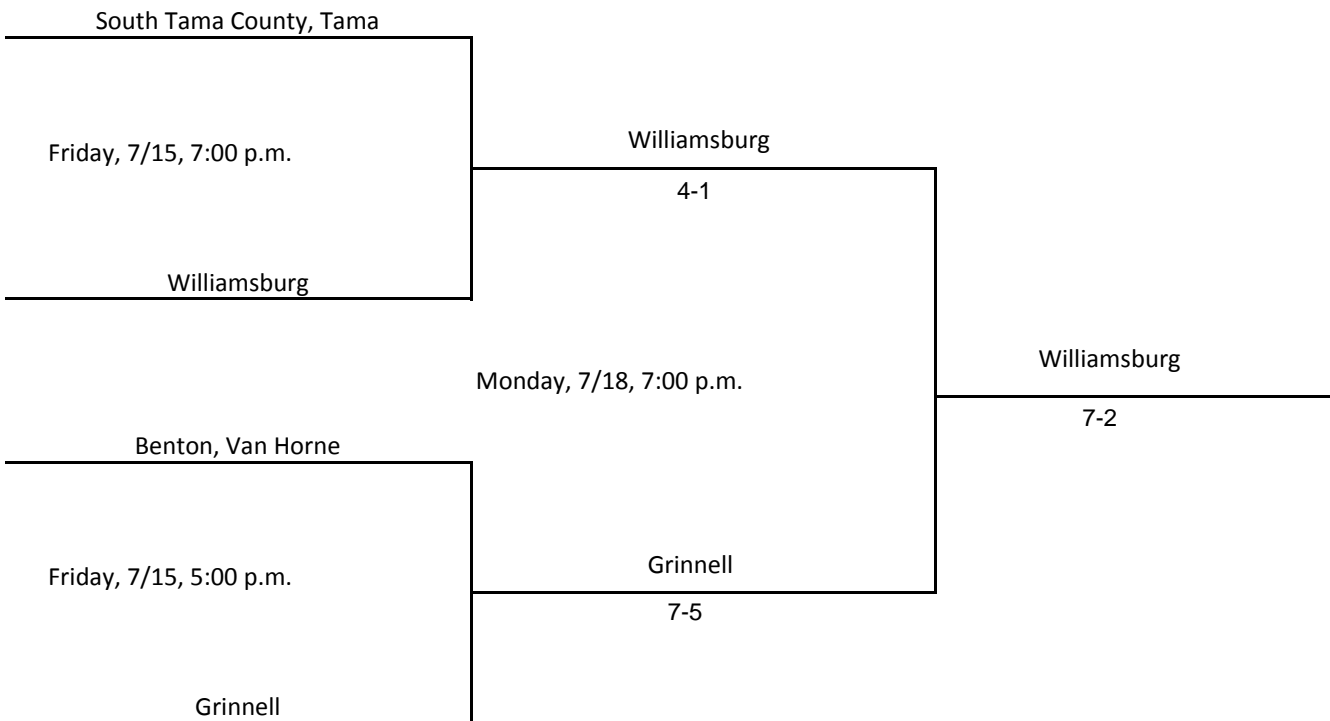 South Tama County, Tama
Williamsburg
Friday, 7/15, 7:00 p.m.
4-1
Williamsburg
Williamsburg
Monday, 7/18, 7:00 p.m.
7-2
Benton, Van Horne
Grinnell
Friday, 7/15, 5:00 p.m.
7-5
Grinnell